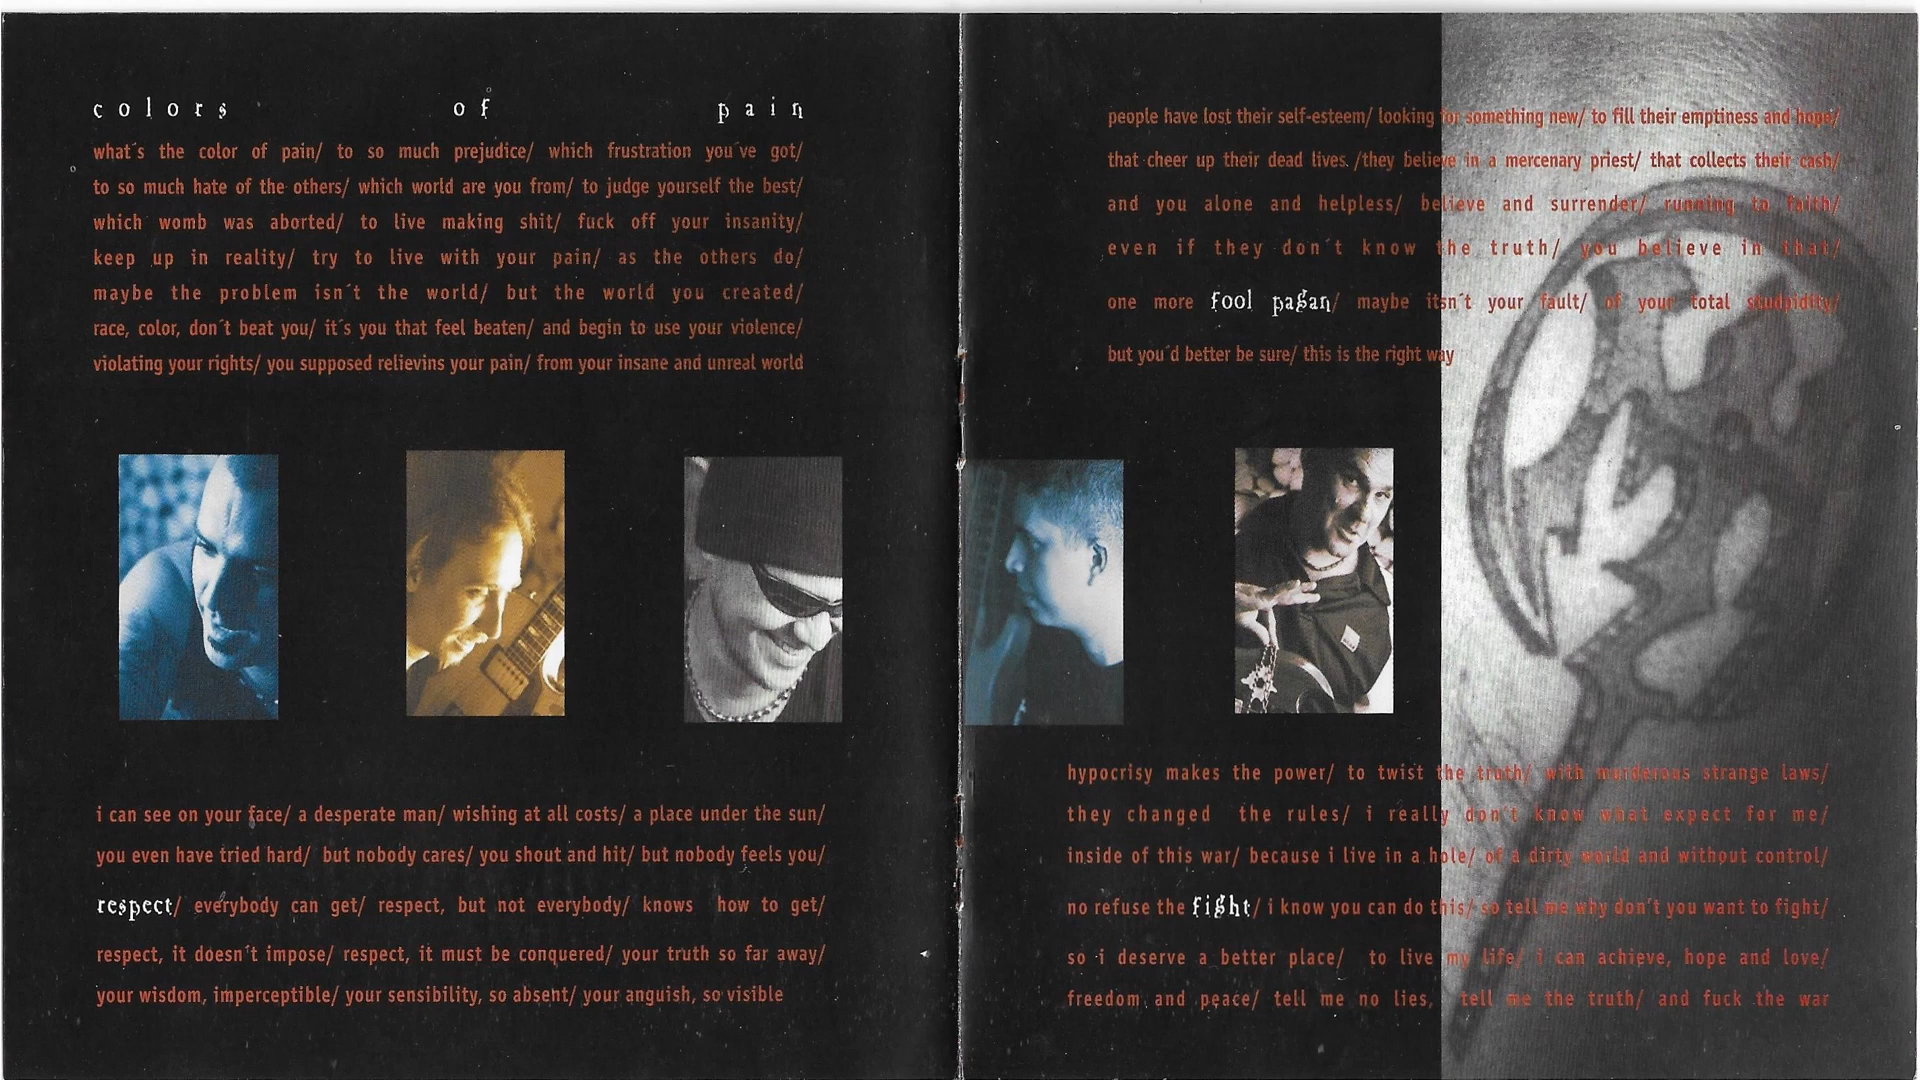 colors of pain
what´s the color of pain/ to so much prejudice/ which frustration you´ve got/
to so much hate of the others/ which world are you from/ to judge yourself the best/
which womb was aborted/ to live making shit/ fuck off your insanity/
keep up in reality/ try to live with your pain/ as the others do/
maybe the problem isn´t the world/ but the world you created/
race, color, don´t beat you/ it´s you that feel beaten/ and begin to use your violence/
violating your rights/ you supposed relievins your pain/ from your insane and unreal world
i can see on your face/ a desperate man/ wishing at all costs/ a place under the sun/
you even have tried hard/ but nobody cares/ you shout and hit/ but nobody feels you/
respect/ everybody can get/ respect, but not everybody/ knows how to get/
respect, it doesn´t impose/ respect, it must be conquered/ your truth so far away/
your wisdom, imperceptible/ your sensibility, so absent/ your anguish, so visible
people have lost their self-esteem/ looking for something new/ to fill their emptiness and hope/
that cheer up their dead lives. /they believe in a mercenary priest/ that collects their cash/
and you alone and helpless/ believe and surrender/ running to faith/
even if they don´t know the truth/ you believe in that/
one more fool pagan/ maybe itsn´t your fault/ of your total studpidity/
but you´d better be sure/ this is the right way
hypocrisy makes the power/ to twist the truth/ with murderous strange laws/
they changed the rules/ i really don´t know what expect for me/
inside of this war/ because i live in a hole/ of a dirty world and without control/
no refuse the fight/ i know you can do this/ so tell me why don't you want to fight/
so i deserve a better place/ to live my life/ i can achieve, hope and love/
freedom and peace/ tell me no lies, tell me the truth/ and fuck the war